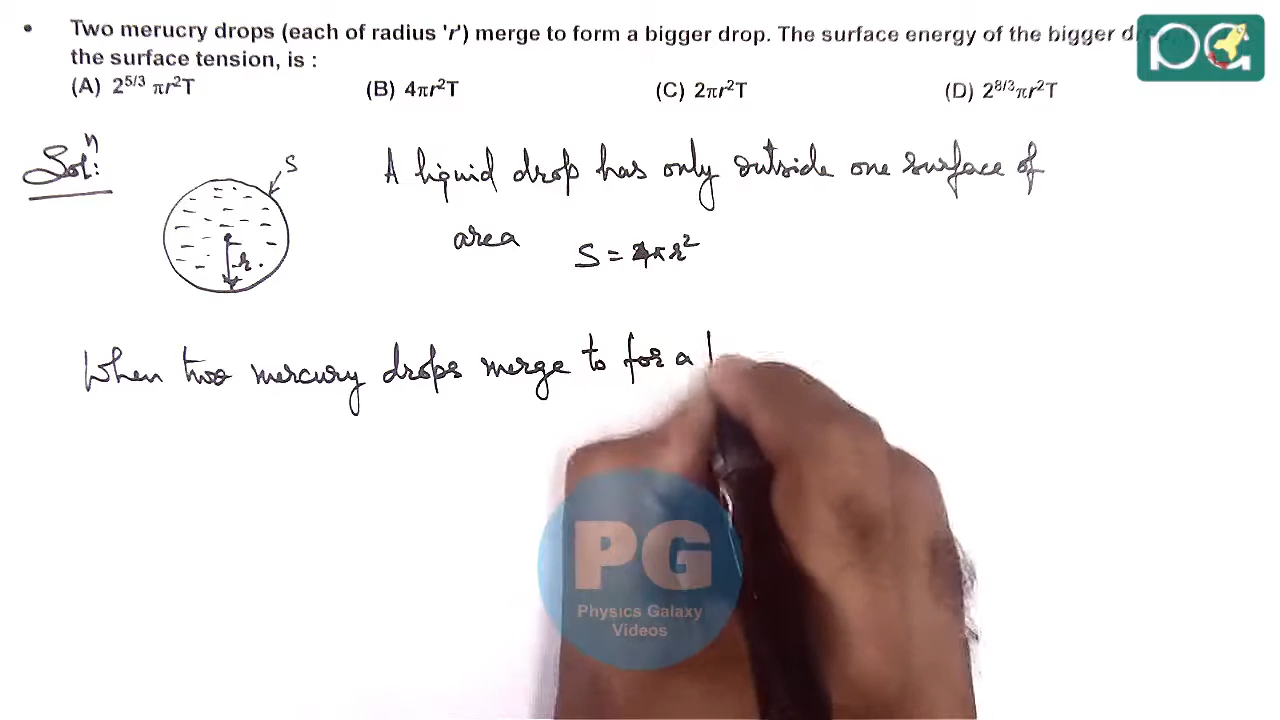 • Two merucry drops (each of radius 'r') merge to form a bigger drop. The surface energy of the bigger
the surface tension, is :
(A) 2^5/3 πr²T (B) 4πr²T (C) 2πr²T (D) 2^8/3πr²T
Solⁿ:
S
A liquid drop has only outside one surface of
area S = 4πr²
r.
When two mercury drops merge to for a
PG
Physics Galaxy
Videos